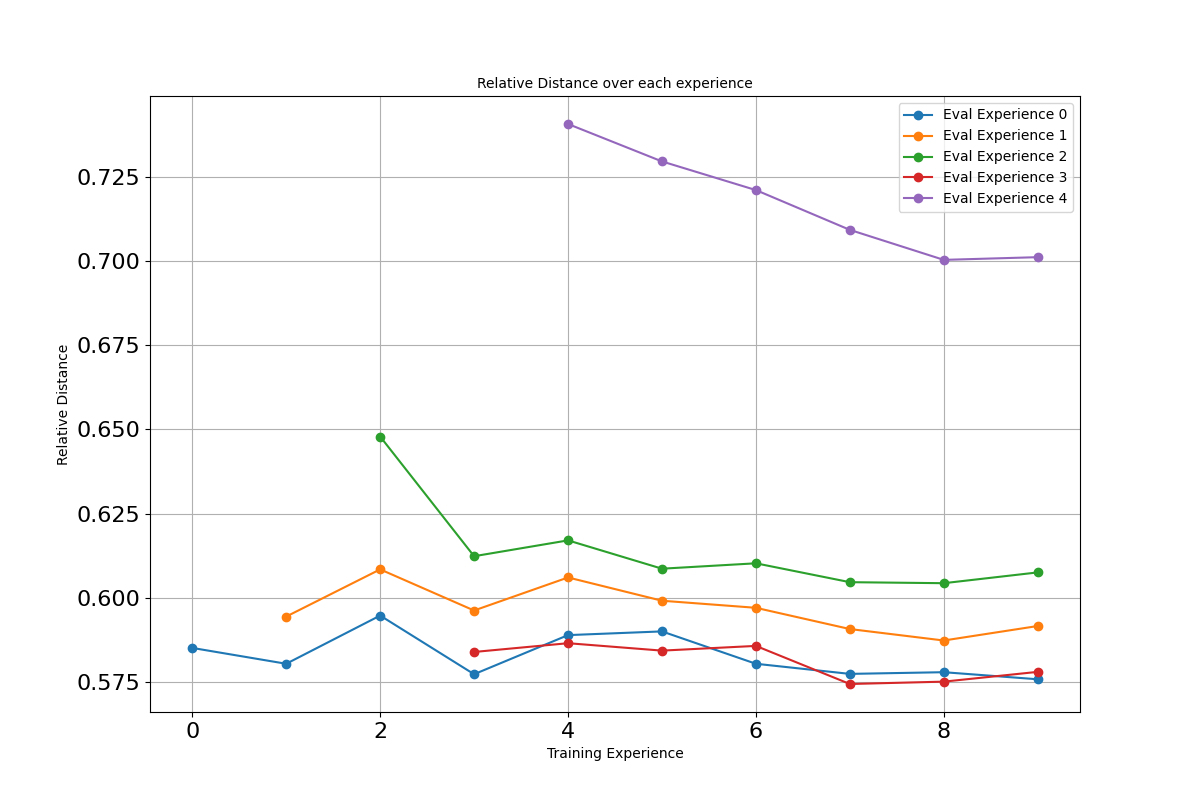 Relative Distance over each experience
Eval Experience 0
Eval Experience 1
Eval Experience 2
Eval Experience 3
Eval Experience 4
0.725
0.700
0.675
0.650
0.625
0.600
0.575
Relative Distance
0 2 4 6 8
Training Experience